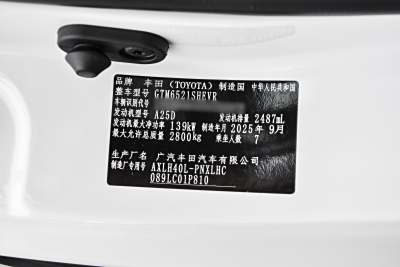 品牌 丰田 (TOYOTA) 制造国 中华人民共和国
整车型号 GTM6521SHEVR
车辆识别代号
发动机型号 A25D 发动机排量 2487mL
发动机最大净功率 139kW 制造年月 2025年 9月
最大允许总质量 2800kg 乘坐人数 7
生产厂名: 广汽丰田汽车有限公司
制造厂专用号 AXLH40L-PNXLHC
089LC01P810